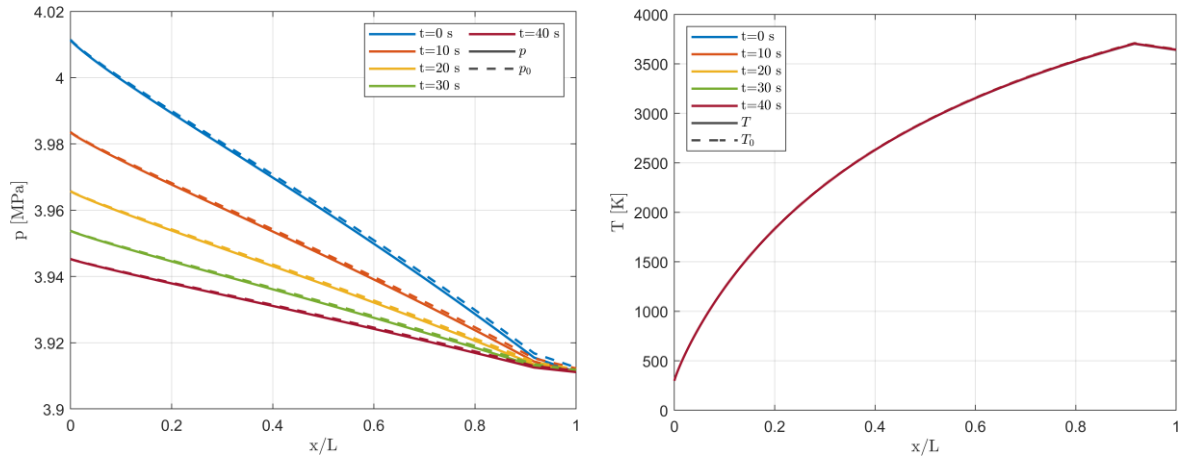 4.02
4
3.98
3.96
3.94
3.92
3.9
p [MPa]
t=0 s
t=10 s
t=20 s
t=30 s
t=40 s
p
p₀
0 0.2 0.4 0.6 0.8 1
x/L
4000
3500
3000
2500
2000
1500
1000
500
0
T [K]
t=0 s
t=10 s
t=20 s
t=30 s
t=40 s
T
T₀
0 0.2 0.4 0.6 0.8 1
x/L